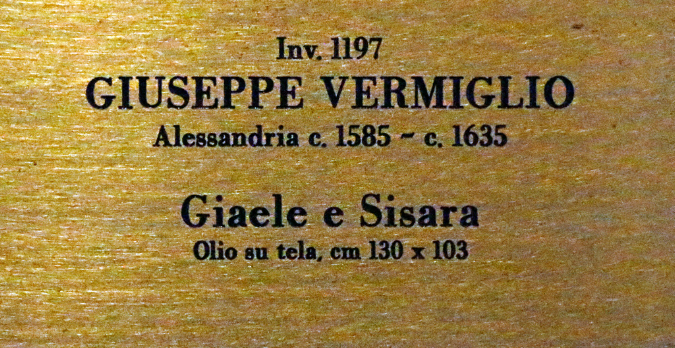 Inv. 1197
GIUSEPPE VERMIGLIO
Alessandria c. 1585 ~ c. 1635
Giaele e Sisara
Olio su tela, cm 130 x 103